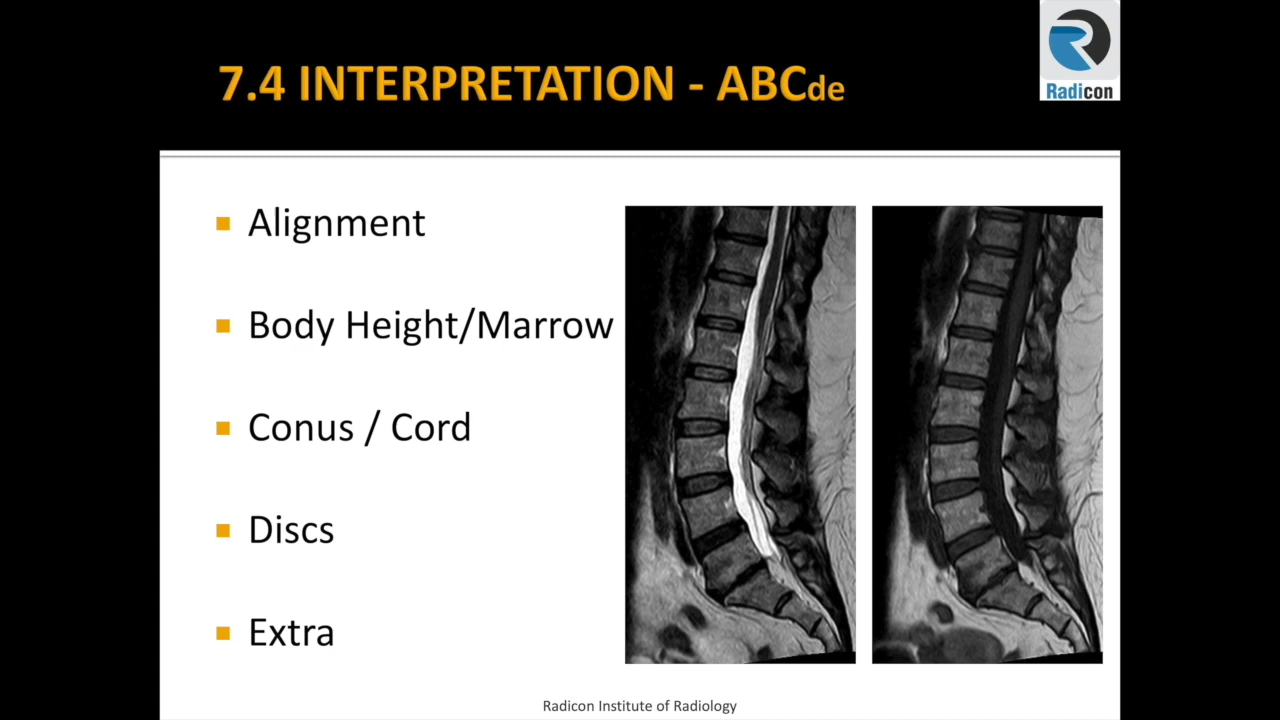 7.4 INTERPRETATION - ABCde
Radicon
Alignment
Body Height/Marrow
Conus / Cord
Discs
Extra
Radicon Institute of Radiology